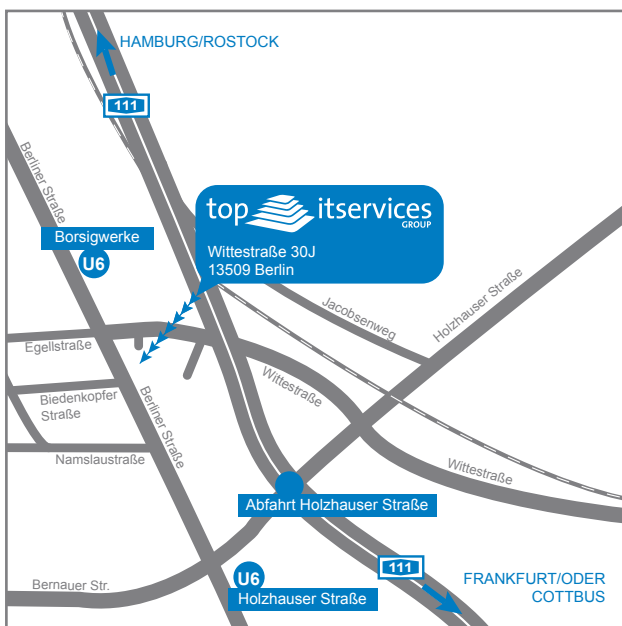 HAMBURG/ROSTOCK
111
Berliner Straße
Borsigwerke
U6
top itservices
GROUP
Wittestraße 30J
13509 Berlin
Jacobsenweg
Holzhauser Straße
Egellstraße
Wittestraße
Biedenkopfer
Straße
Berliner Straße
Namslaustraße
Wittestraße
Abfahrt Holzhauser Straße
111
U6
Holzhauser Straße
Bernauer Str.
FRANKFURT/ODER
COTTBUS